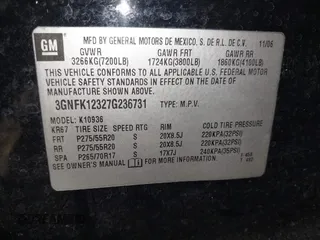 GM
MFD BY GENERAL MOTORS DE MEXICO, S. DE R.L. DE C.V. 11/06
GVWR GAWR FRT GAWR RR
3266KG(7200LB) 1724KG(3800LB) 1860KG(4100LB)
THIS VEHICLE CONFORMS TO ALL APPLICABLE U.S. FEDERAL
MOTOR VEHICLE SAFETY STANDARDS IN EFFECT ON THE DATE OF
MANUFACTURE SHOWN ABOVE.
3GNFK12327G236731 TYPE: M.P.V.
MODEL: K10936
KR67 TIRE SIZE SPEED RTG RIM COLD TIRE PRESSURE
FRT P275/55R20 S 20X8.5J 220KPA(32PSI)
RR P275/55R20 S 20X8.5J 220KPA(32PSI)
SPA P265/70R17 S 17X7J 240KPA(35PSI)
SEE OWNER'S MANUAL FOR ADDITIONAL INFORMATION